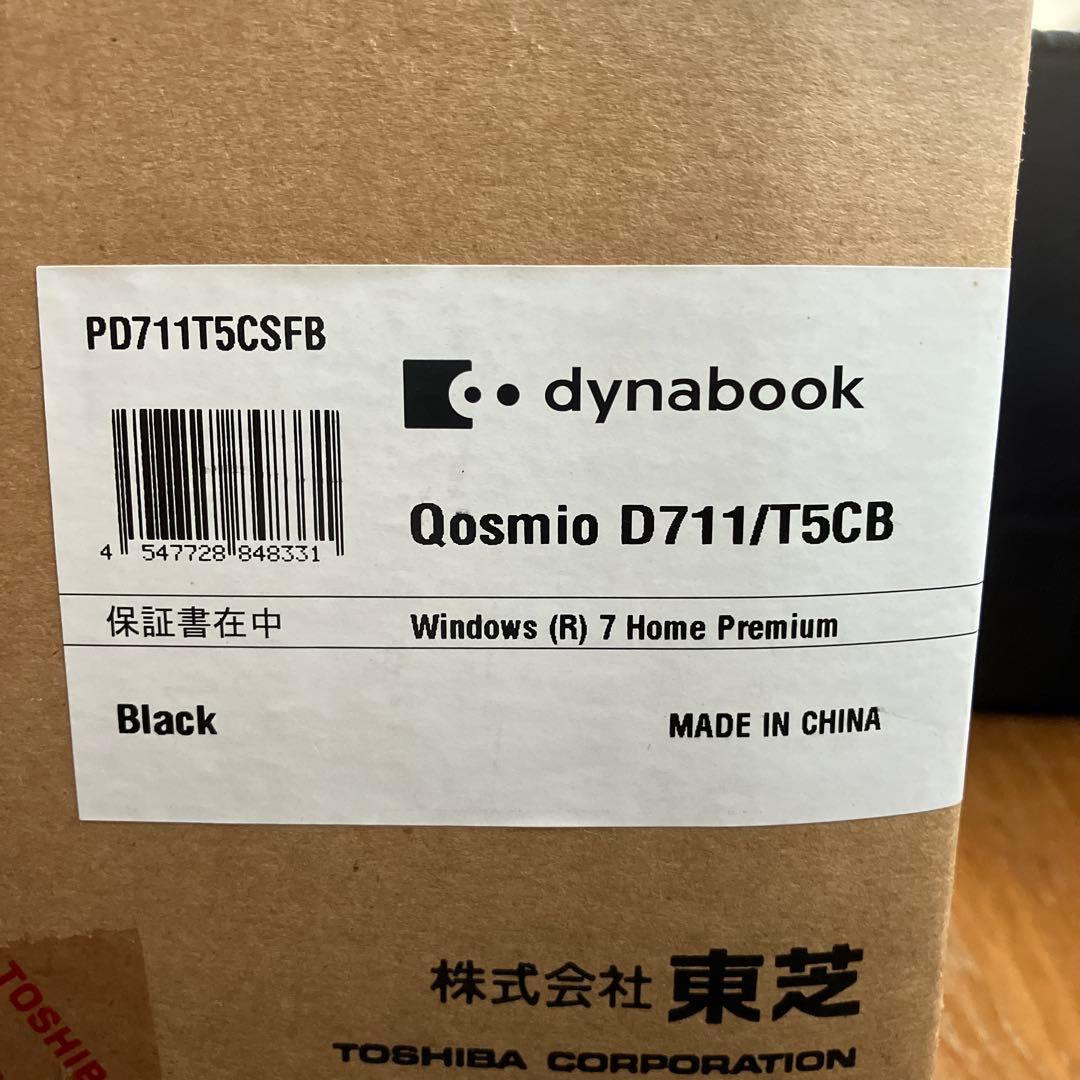 PD711T5CSFB
dynabook
4 547728 848331
Qosmio D711/T5CB
保証書在中
Windows (R) 7 Home Premium
Black
MADE IN CHINA
株式会社 東芝
TOSHIBA CORPORATION
TOSHIB